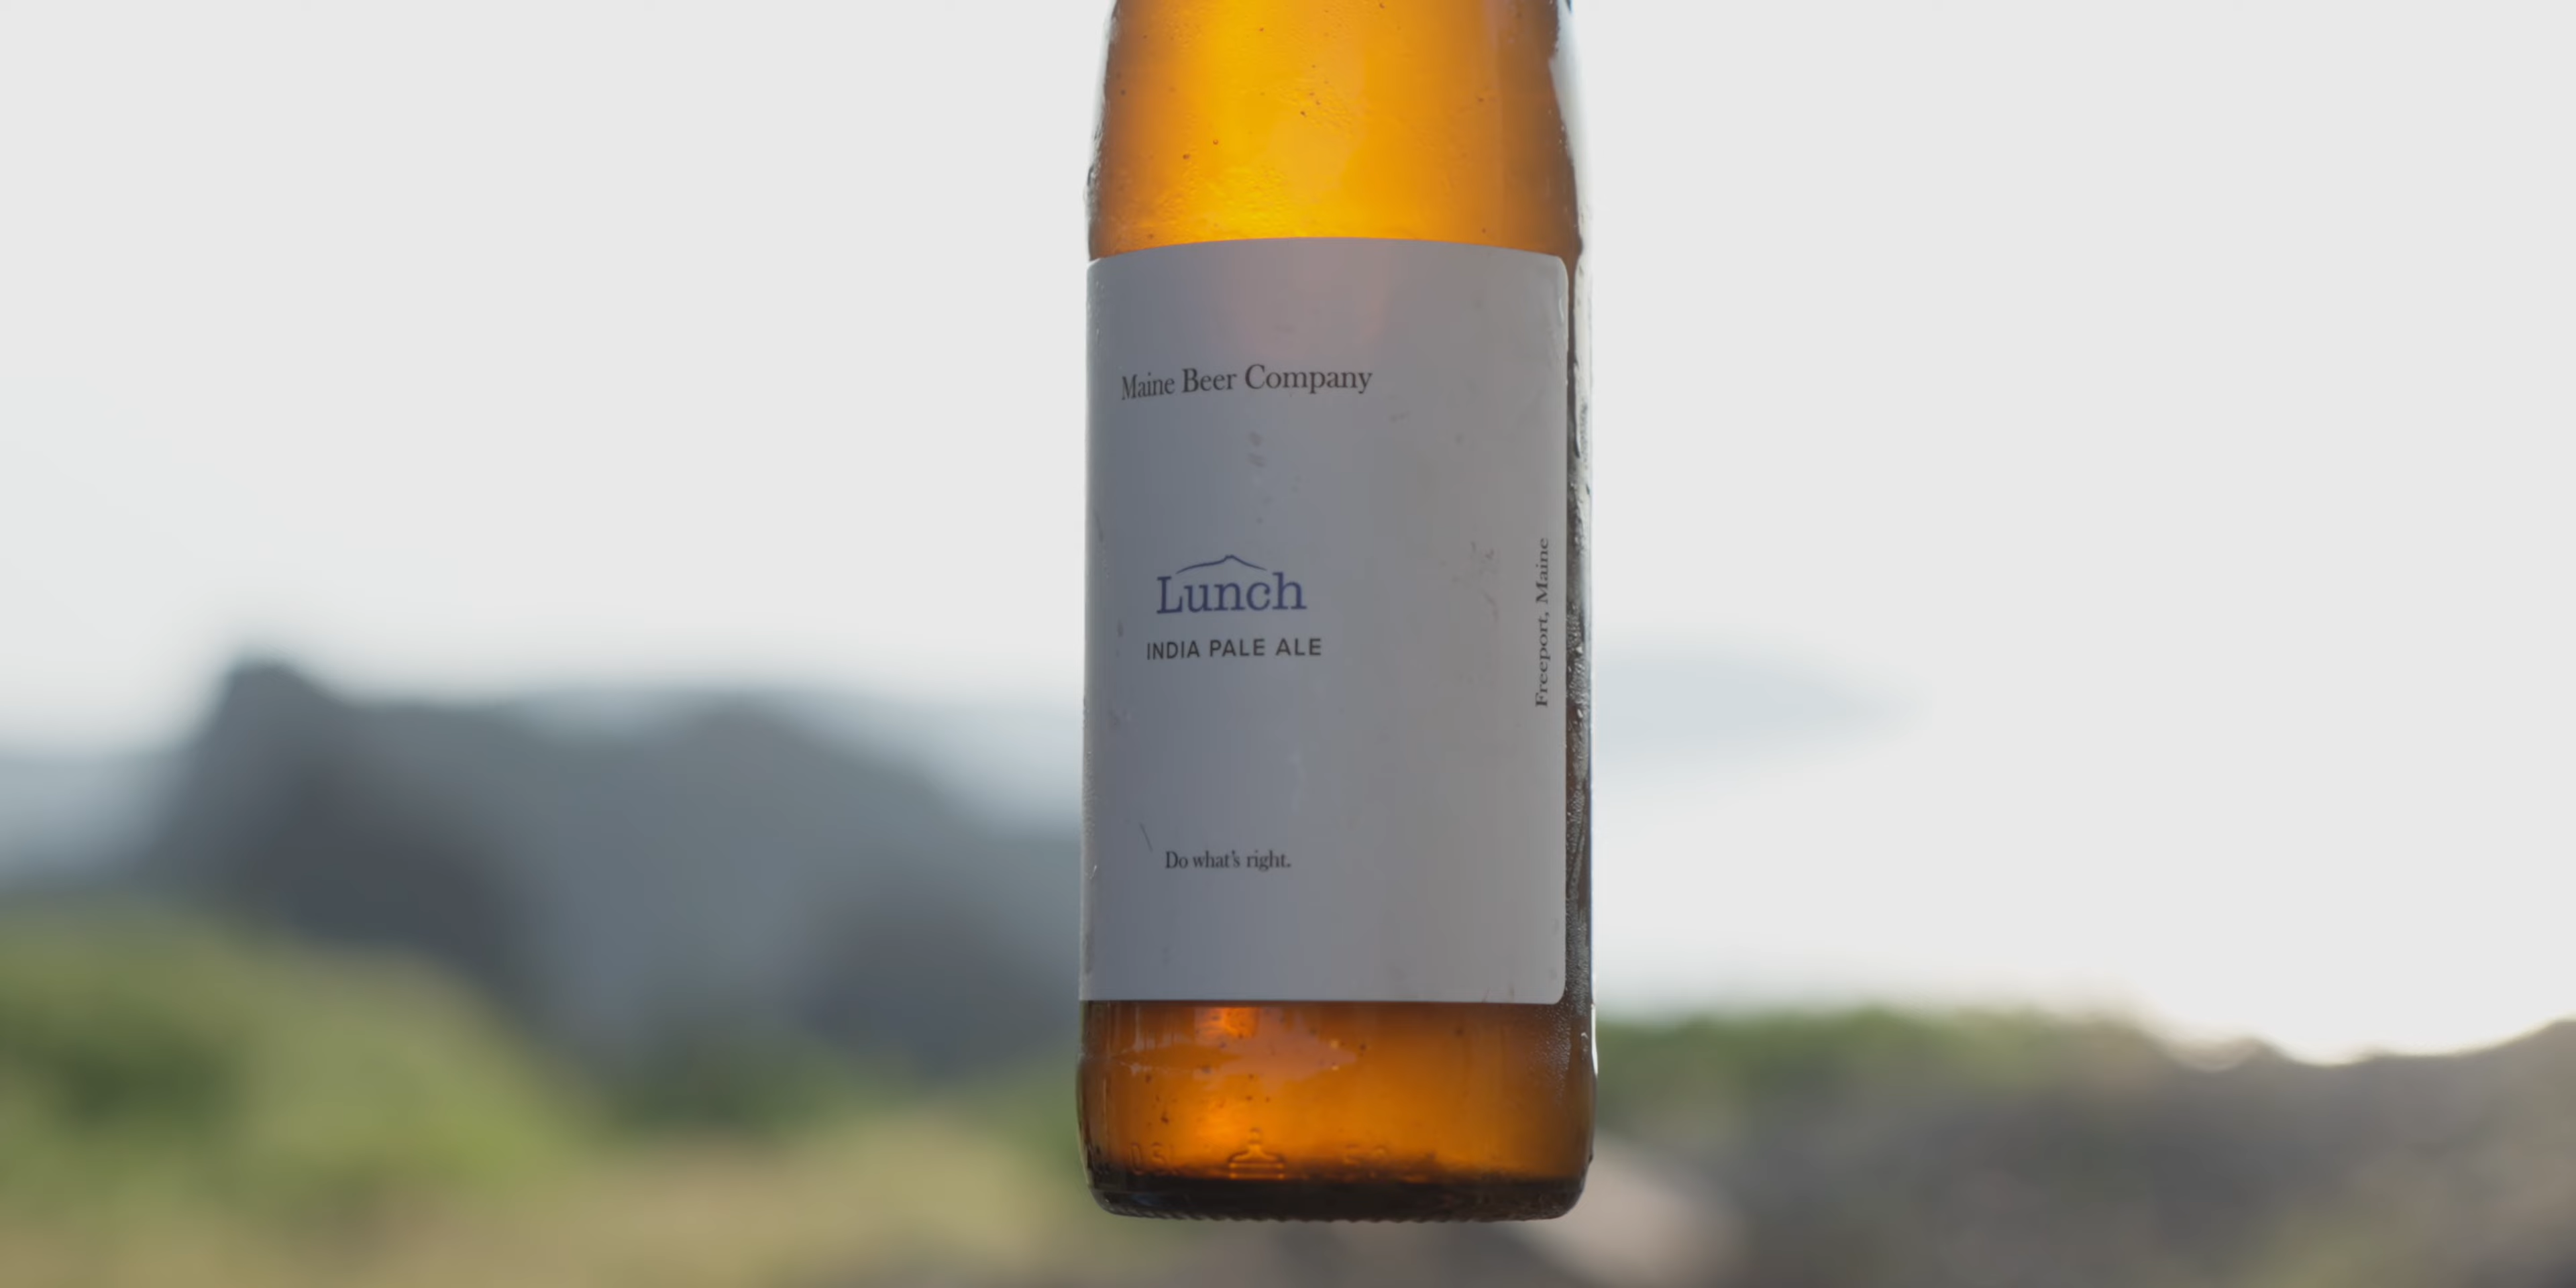 Maine Beer Company
Lunch
INDIA PALE ALE
Do what's right.
Freeport, Maine